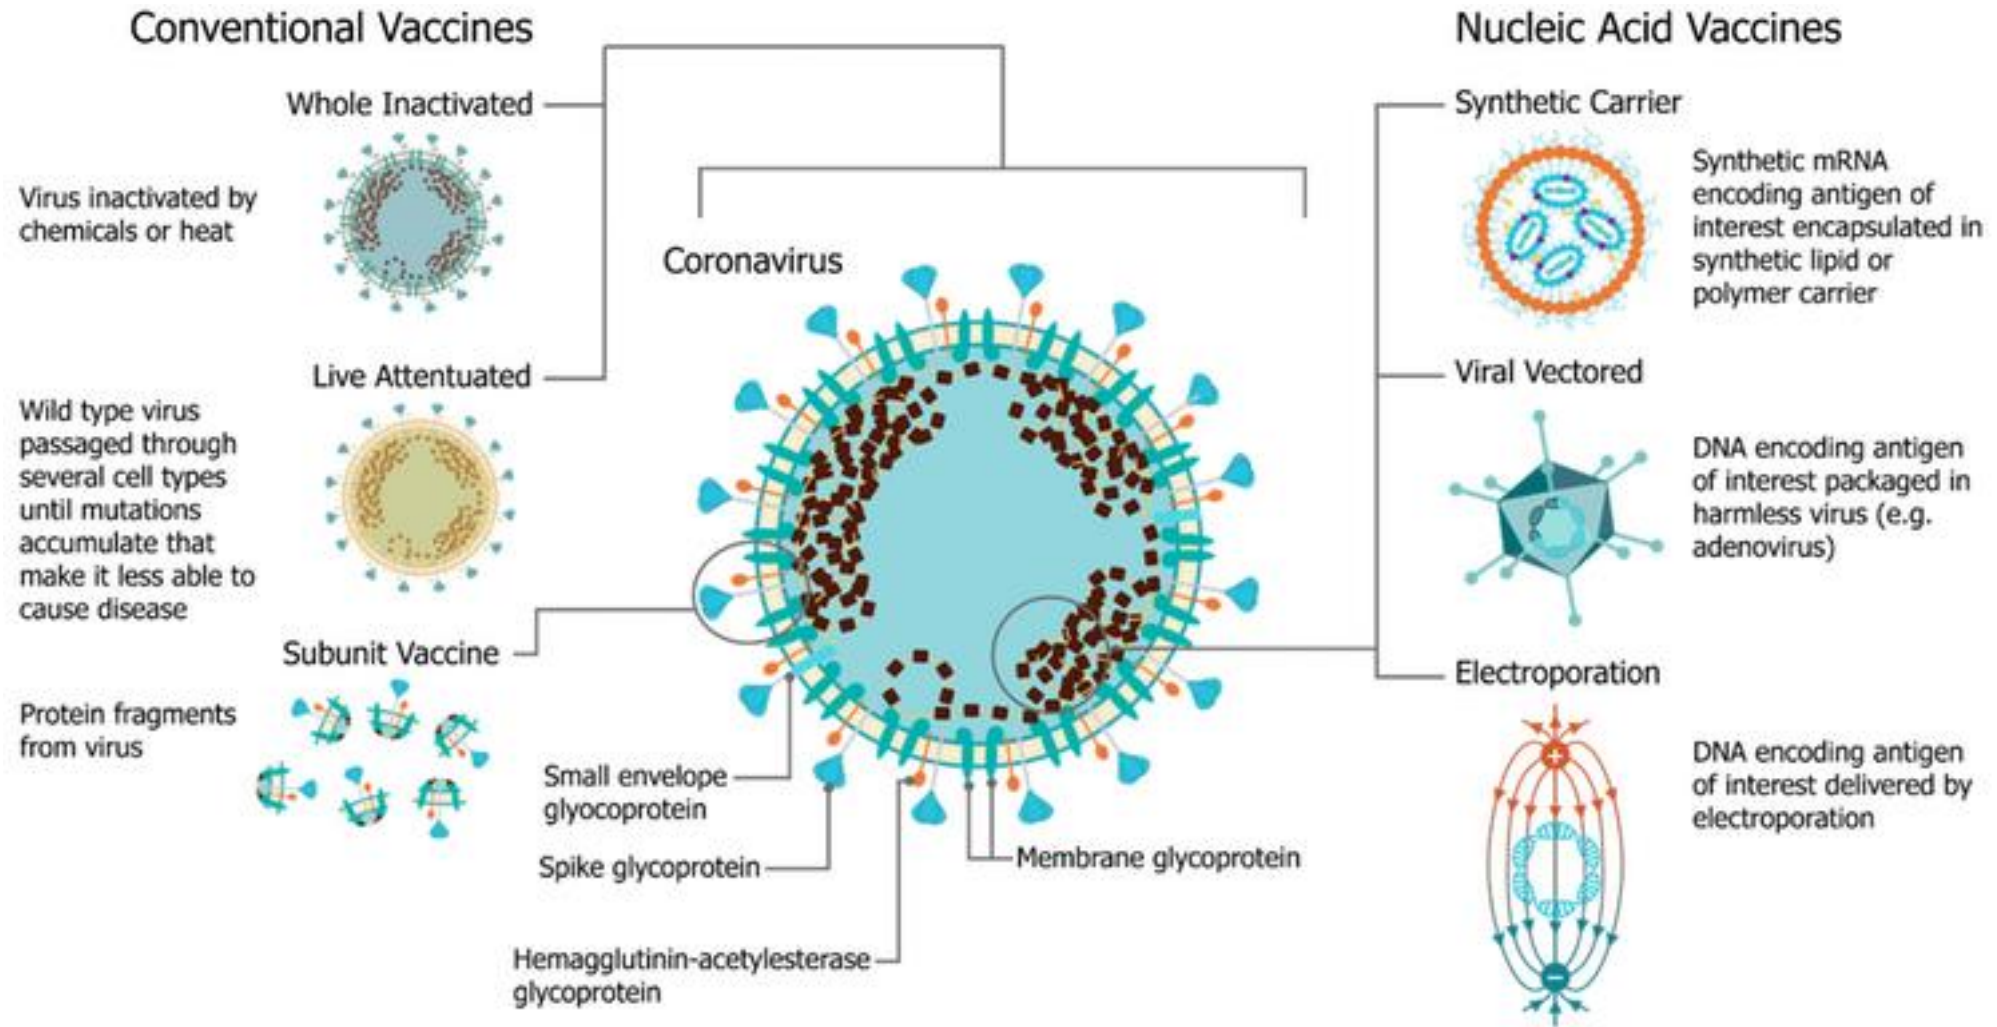 Conventional Vaccines
Whole Inactivated
Virus inactivated by
chemicals or heat
Live Attentuated
Wild type virus
passaged through
several cell types
until mutations
accumulate that
make it less able to
cause disease
Subunit Vaccine
Protein fragments
from virus
Coronavirus
Small envelope
glyocoprotein
Spike glycoprotein
Hemagglutinin-acetylesterase
glycoprotein
Membrane glycoprotein
Nucleic Acid Vaccines
Synthetic Carrier
Synthetic mRNA
encoding antigen of
interest encapsulated in
synthetic lipid or
polymer carrier
Viral Vectored
DNA encoding antigen
of interest packaged in
harmless virus (e.g.
adenovirus)
Electroporation
DNA encoding antigen
of interest delivered by
electroporation